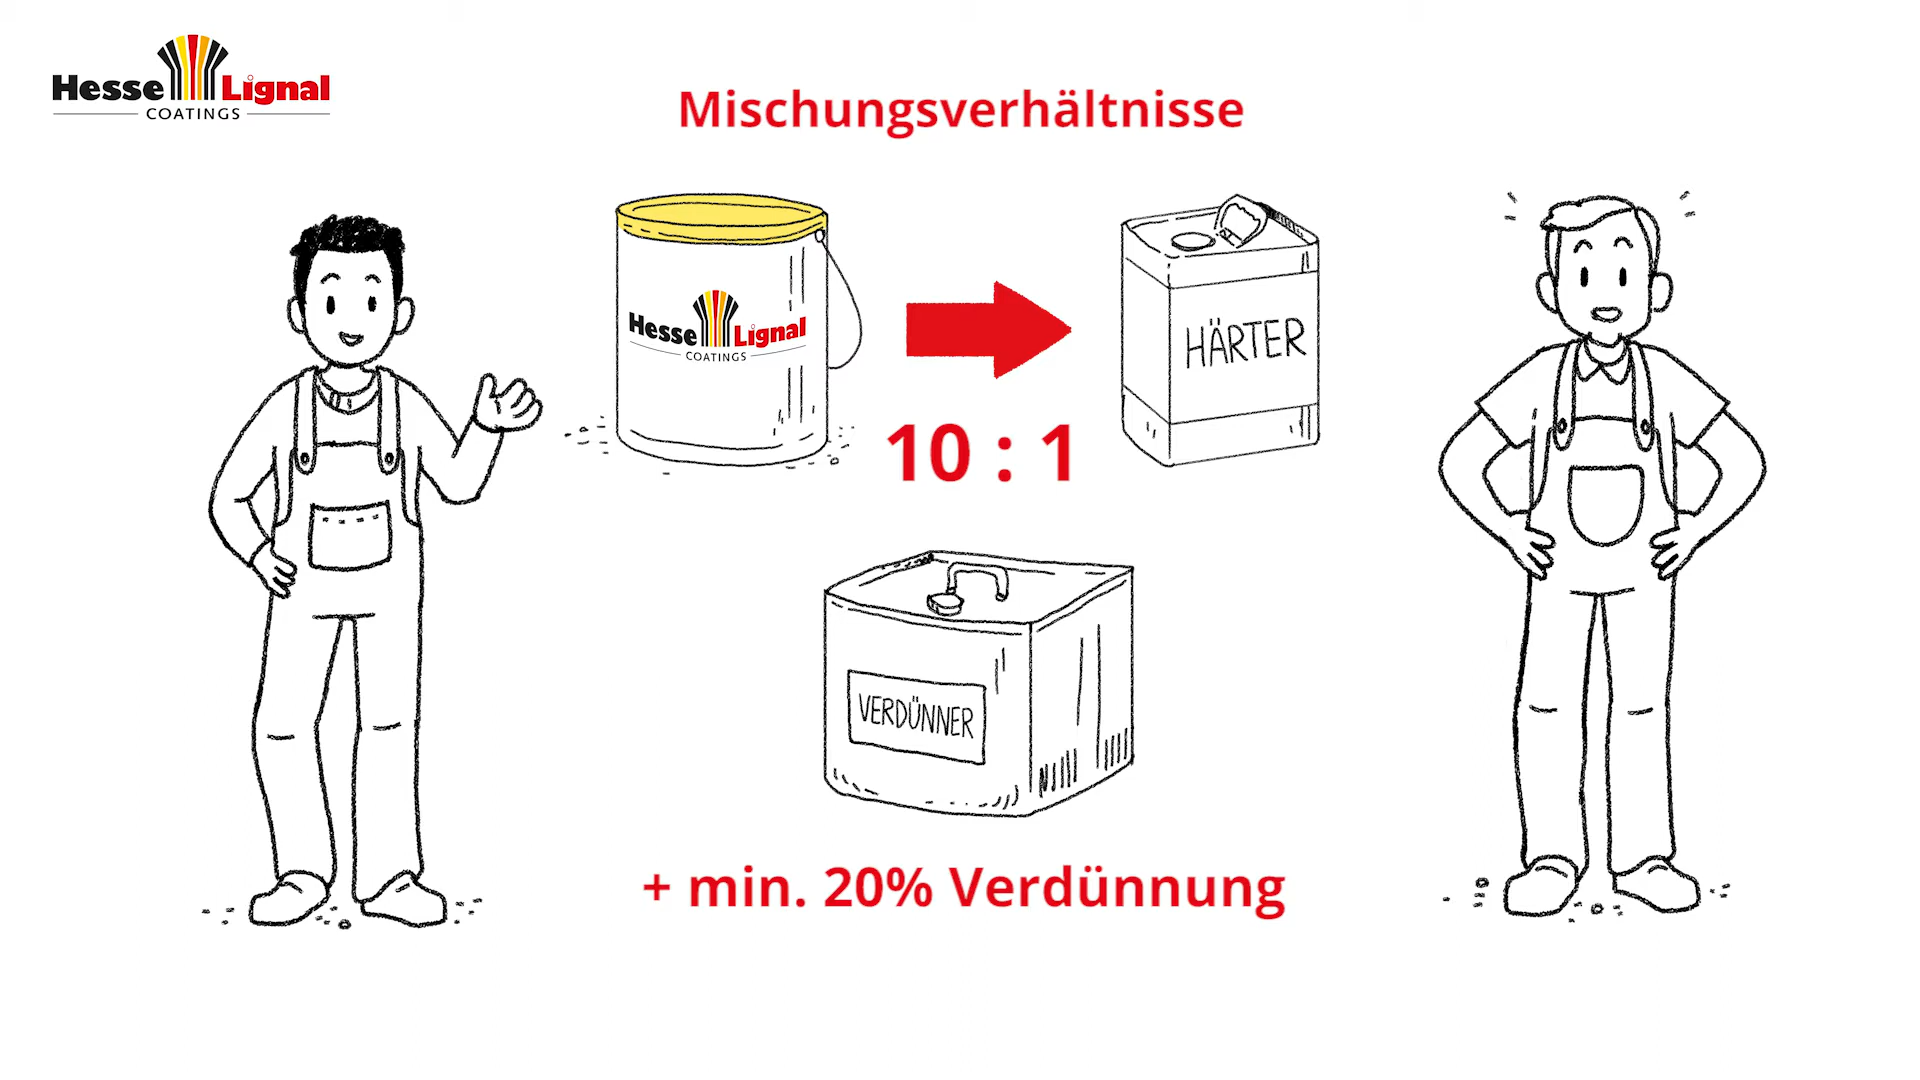 Hesse Lignal
COATINGS
Mischungsverhältnisse
Hesse Lignal
COATINGS
HÄRTER
10 : 1
VERDÜNNER
+ min. 20% Verdünnung